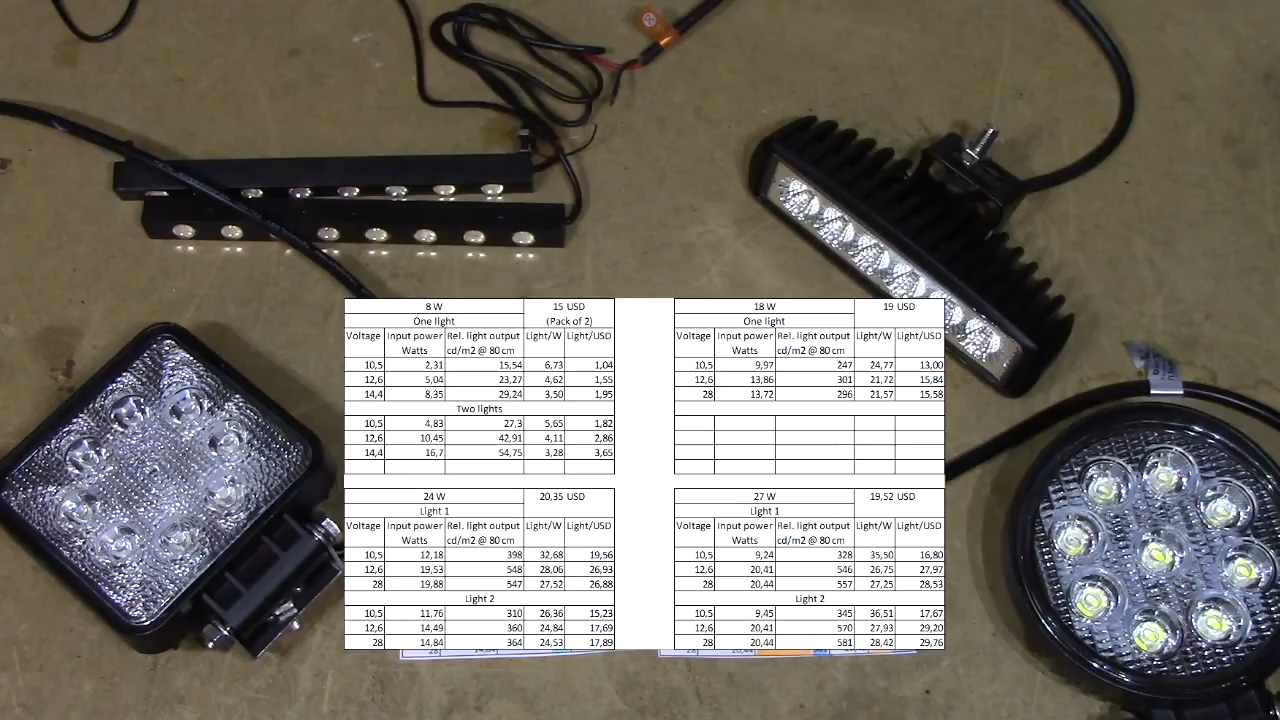 8 W 15 USD
One light (Pack of 2)
Voltage Input power Rel. light output Light/W Light/USD
Watts cd/m2 @ 80 cm
10,5 2,31 15,54 6,73 1,04
12,6 5,04 23,27 4,62 1,55
14,4 8,35 29,24 3,50 1,95
Two lights
10,5 4,83 27,3 5,65 1,82
12,6 10,45 42,91 4,11 2,86
14,4 16,7 54,75 3,28 3,65
18 W 19 USD
One light
Voltage Input power Rel. light output Light/W Light/USD
Watts cd/m2 @ 80 cm
10,5 9,97 247 24,77 13,00
12,6 13,86 301 21,72 15,84
28 13,72 296 21,57 15,58
24 W 20,35 USD
Light 1
Voltage Input power Rel. light output Light/W Light/USD
Watts cd/m2 @ 80 cm
10,5 12,18 398 32,68 19,56
12,6 19,53 548 28,06 26,93
28 19,88 547 27,52 26,88
Light 2
10,5 11,76 310 26,36 15,23
12,6 14,49 360 24,84 17,69
28 14,84 364 24,53 17,89
27 W 19,52 USD
Light 1
Voltage Input power Rel. light output Light/W Light/USD
Watts cd/m2 @ 80 cm
10,5 9,24 328 35,50 16,80
12,6 20,41 546 26,75 27,97
28 20,44 557 27,25 28,53
Light 2
10,5 9,45 345 36,51 17,67
12,6 20,41 570 27,93 29,20
28 20,44 581 28,42 29,76